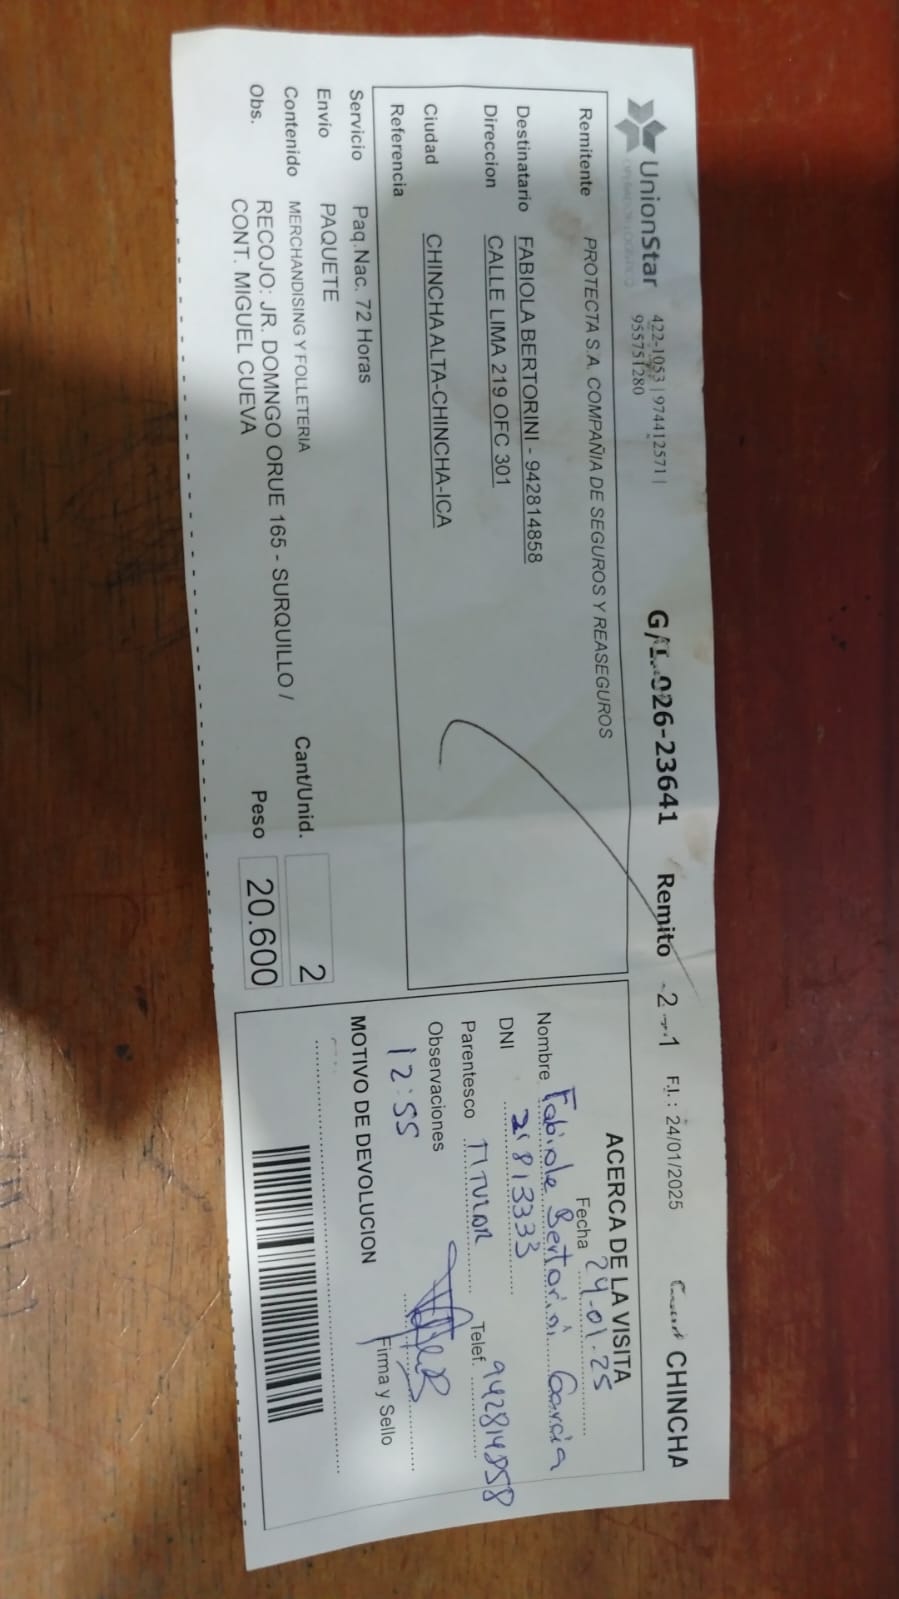 UnionStar
OPERADOR LOGISTICO
422-1053 | 974412571 |
955751280
026-23641 Remito 2 1 F.I.: 24/01/2025 CHINCHA
Remitente PROTECTA S.A. COMPAÑIA DE SEGUROS Y REASEGUROS
Destinatario FABIOLA BERTORINI - 942814858
Direccion CALLE LIMA 219 OFC 301
Ciudad CHINCHA ALTA-CHINCHA-ICA
Referencia
Servicio Paq.Nac. 72 Horas
Envio PAQUETE
Contenido MERCHANDISING Y FOLLETERIA
Obs. RECOJO: JR. DOMNGO ORUE 165 - SURQUILLO /
CONT. MIGUEL CUEVA
Cant/Unid. 2
Peso 20.600
ACERCA DE LA VISITA
Fecha 24.01.25
Nombre Fabiola Bertorini Garcia
DNI 21813333
Parentesco TITULAR Telef. 942814858
Observaciones
12:55
Firma y Sello
MOTIVO DE DEVOLUCION